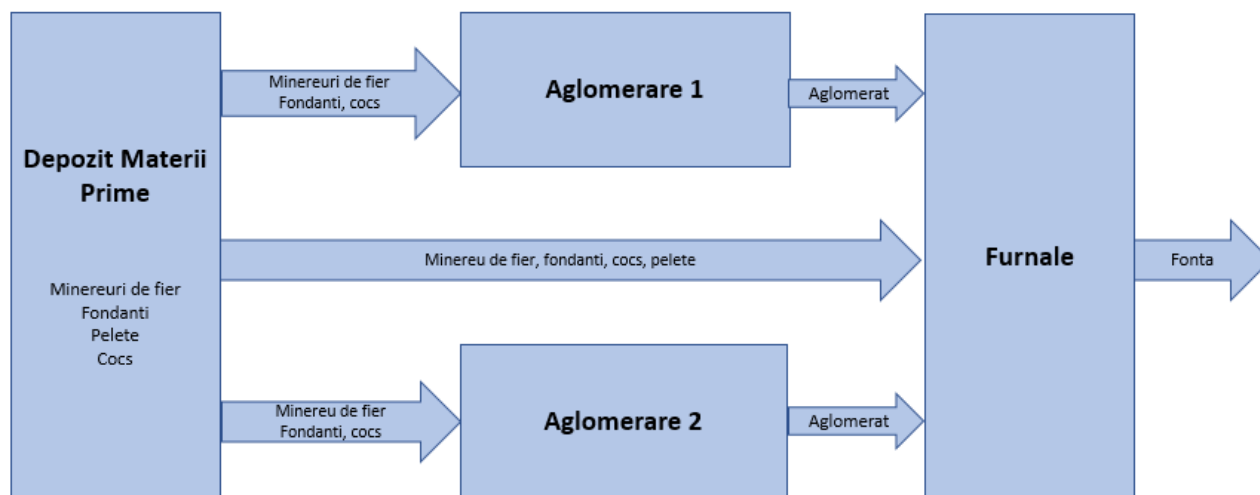 Depozit Materii
Prime
Minereuri de fier
Fondanti
Pelete
Cocs
Minereuri de fier
Fondanti, cocs
Aglomerare 1
Aglomerat
Minereu de fier, fondanti, cocs, pelete
Minereu de fier
Fondanti, cocs
Aglomerare 2
Aglomerat
Furnale
Fonta